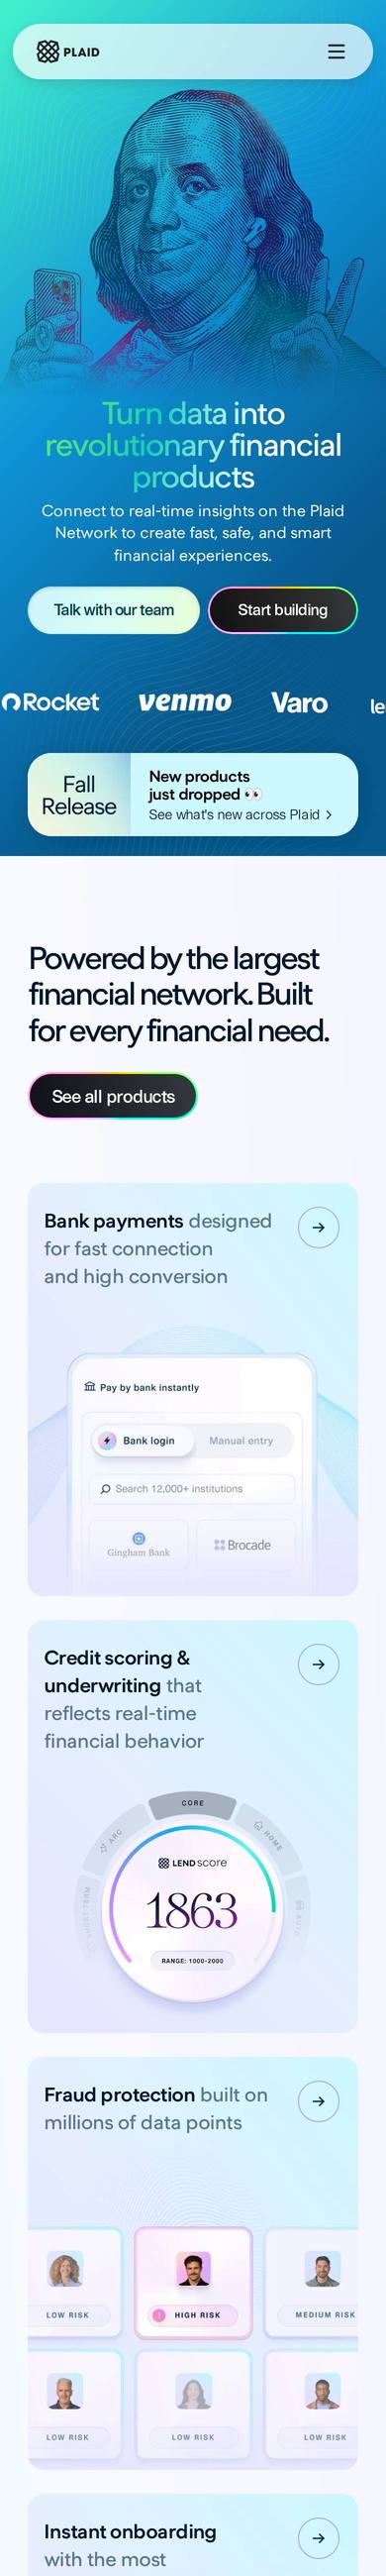 PLAID
Turn data into
revolutionary financial
products
Connect to real-time insights on the Plaid
Network to create fast, safe, and smart
financial experiences.
Talk with our team
Start building
Rocket
venmo
Varo
le
Fall
Release
New products
just dropped 👀
See what's new across Plaid
Powered by the largest
financial network. Built
for every financial need.
See all products
Bank payments designed
for fast connection
and high conversion
Pay by bank instantly
Bank login
Manual entry
Search 12,000+ institutions
Gingham Bank
Brocade
Credit scoring &
underwriting that
reflects real-time
financial behavior
SHORT TERM
ARC
CORE
HOME
AUTO
LENDscore
1863
RANGE: 1000-2000
Fraud protection built on
millions of data points
LOW RISK
HIGH RISK
MEDIUM RISK
LOW RISK
LOW RISK
LOW RISK
Instant onboarding
with the most